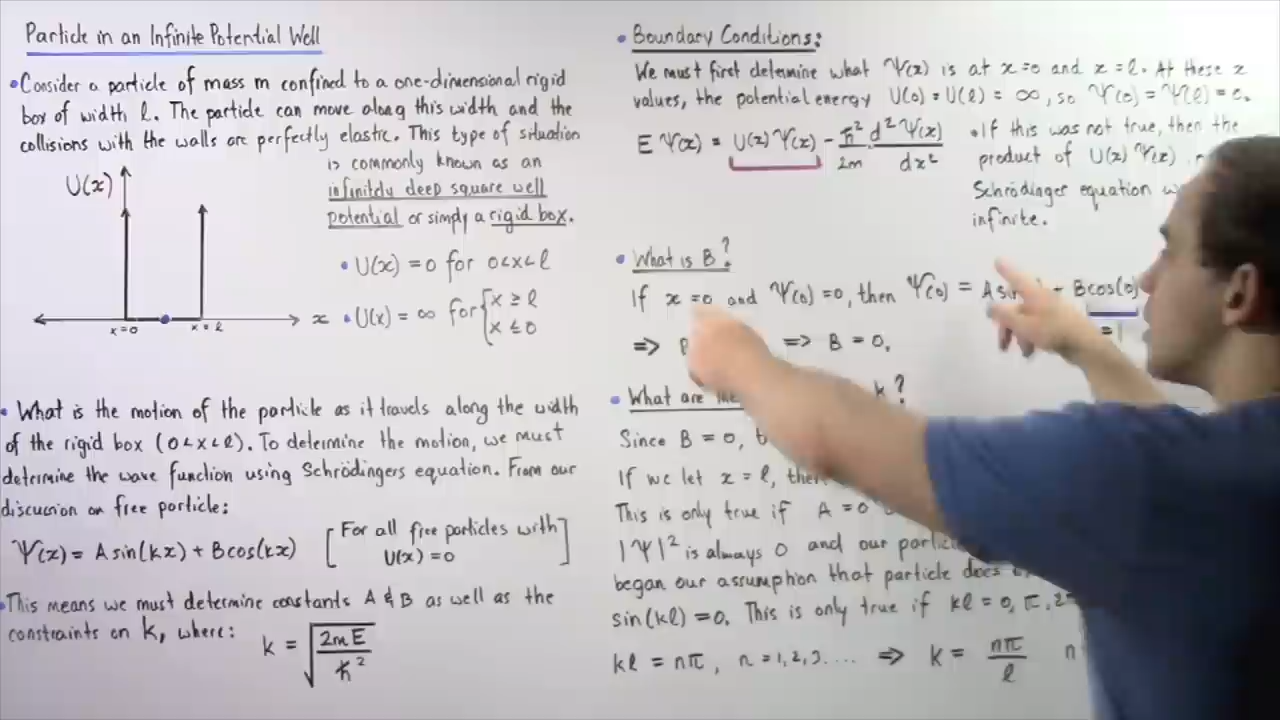 Particle in an Infinite Potential Well
• Consider a particle of mass m confined to a one-dimensional rigid
box of width l. The particle can move along this width and the
collisions with the walls are perfectly elastic. This type of situation
is commonly known as an
infinitely deep square well
potential or simply a rigid box.
U(x)
x=0
x=l
x
• U(x) = 0 for 0<x<l
• U(x) = ∞ for { x ≥ l
x ≤ 0
• What is the motion of the particle as it travels along the width
of the rigid box (0<x<l). To determine the motion, we must
determine the wave function using Schrödingers equation. From our
discussion on free particle:
Ψ(x) = A sin(kx) + B cos(kx) [For all free particles with
U(x) = 0]
• This means we must determine constants A & B as well as the
constraints on k, where: k = √(2mE/ħ²)
• Boundary Conditions:
We must first determine what Ψ(x) is at x=0 and x=l. At these x
values, the potential energy U(0) = U(l) = ∞, so Ψ(0) = Ψ(l) = 0.
E Ψ(x) = U(x) Ψ(x) - ħ²/2m d²Ψ(x)/dx²
• If this was not true, then the
product of U(x) Ψ(x)
Schrödinger equation
infinite.
• What is B?
If x=0 and Ψ(0)=0, then Ψ(0) = A Bcos(0)
=1
=> => B = 0.
• What are k?
Since B = 0,
If we let x = l,
This is only true if A = 0
|Ψ|² is always 0 and our
began our assumption that particle does
sin(kl) = 0. This is only true if kl = 0, π,
kl = nπ, n = 1, 2, 3.... => k = nπ/l n